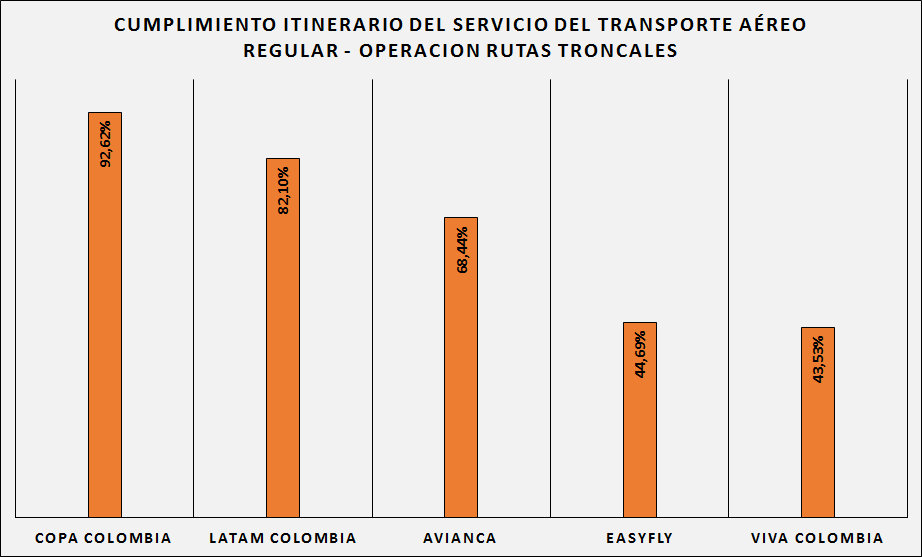 CUMPLIMIENTO ITINERARIO DEL SERVICIO DEL TRANSPORTE AÉREO
REGULAR - OPERACION RUTAS TRONCALES
92,62%
82,10%
68,44%
44,69%
43,53%
COPA COLOMBIA
LATAM COLOMBIA
AVIANCA
EASYFLY
VIVA COLOMBIA